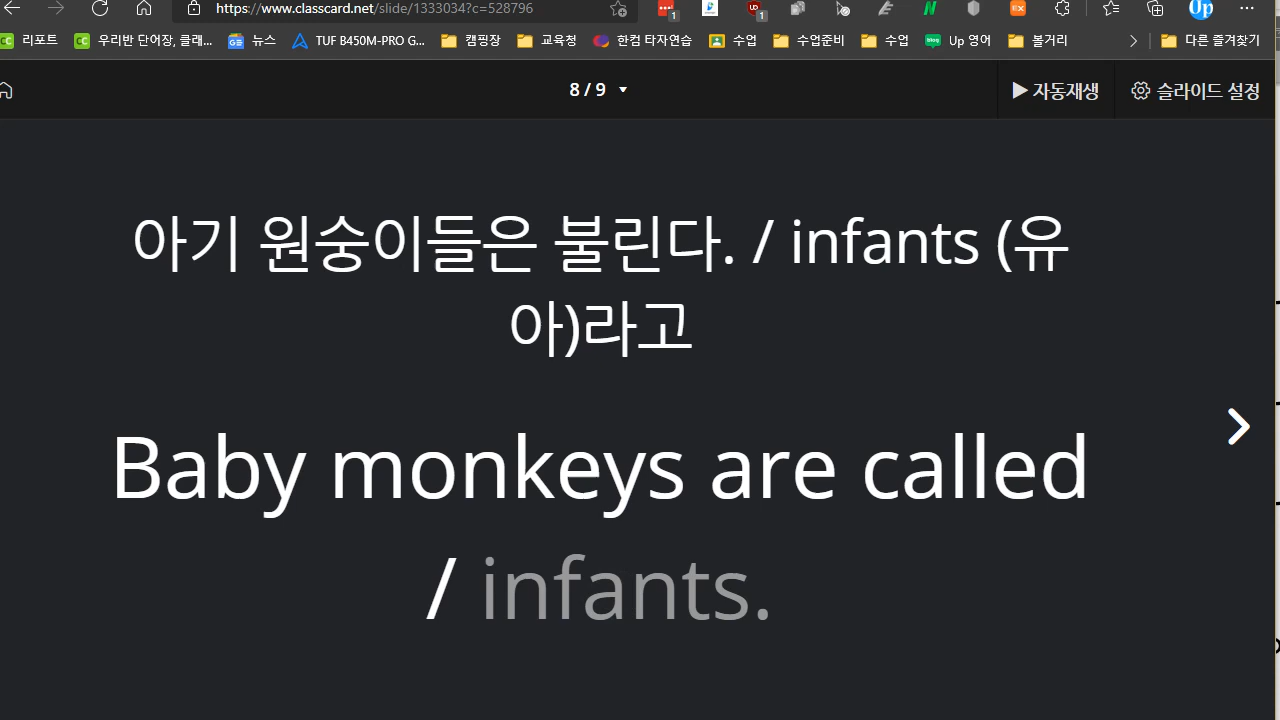 https://www.classcard.net/slide/1333034?c=528796
1
1
Up
리포트
우리반 단어장, 클래...
뉴스
TUF B450M-PRO G...
캠핑장
교육청
한컴 타자연습
수업
수업준비
수업
Up 영어
볼거리
다른 즐겨찾기
8 / 9
자동재생
슬라이드 설정
아기 원숭이들은 불린다. / infants (유
아)라고
Baby monkeys are called
/ infants.